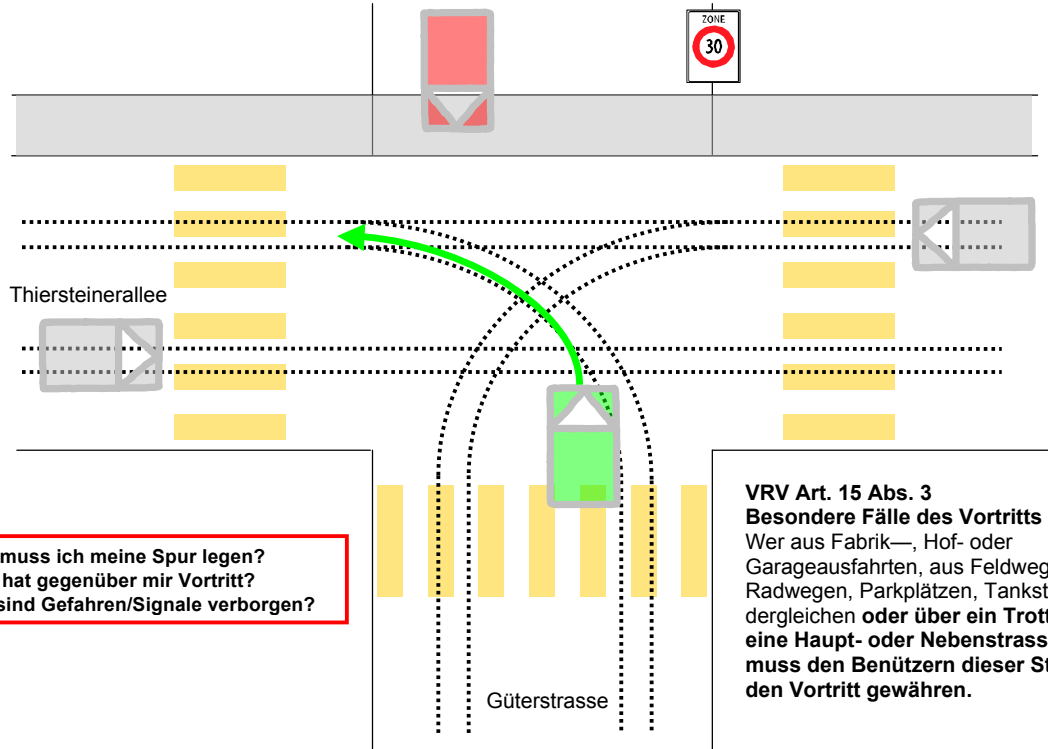 ZONE
30
Thiersteinerallee
muss ich meine Spur legen?
hat gegenüber mir Vortritt?
sind Gefahren/Signale verborgen?
Güterstrasse
VRV Art. 15 Abs. 3
Besondere Fälle des Vortritts
Wer aus Fabrik—, Hof- oder
Garageausfahrten, aus Feldweg
Radwegen, Parkplätzen, Tankst
dergleichen oder über ein Trott
eine Haupt- oder Nebenstrass
muss den Benützern dieser St
den Vortritt gewähren.